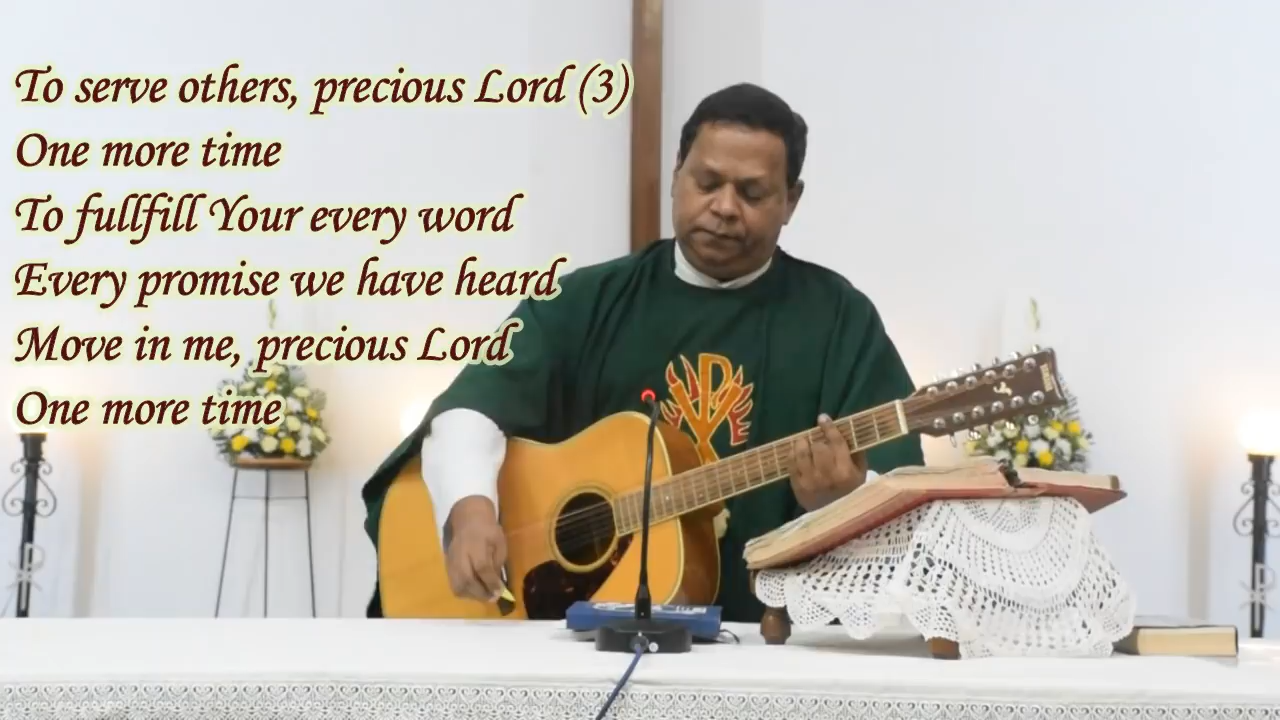 To serve others, precious Lord (3)
One more time
To fullfill Your every word
Every promise we have heard
Move in me, precious Lord
One more time